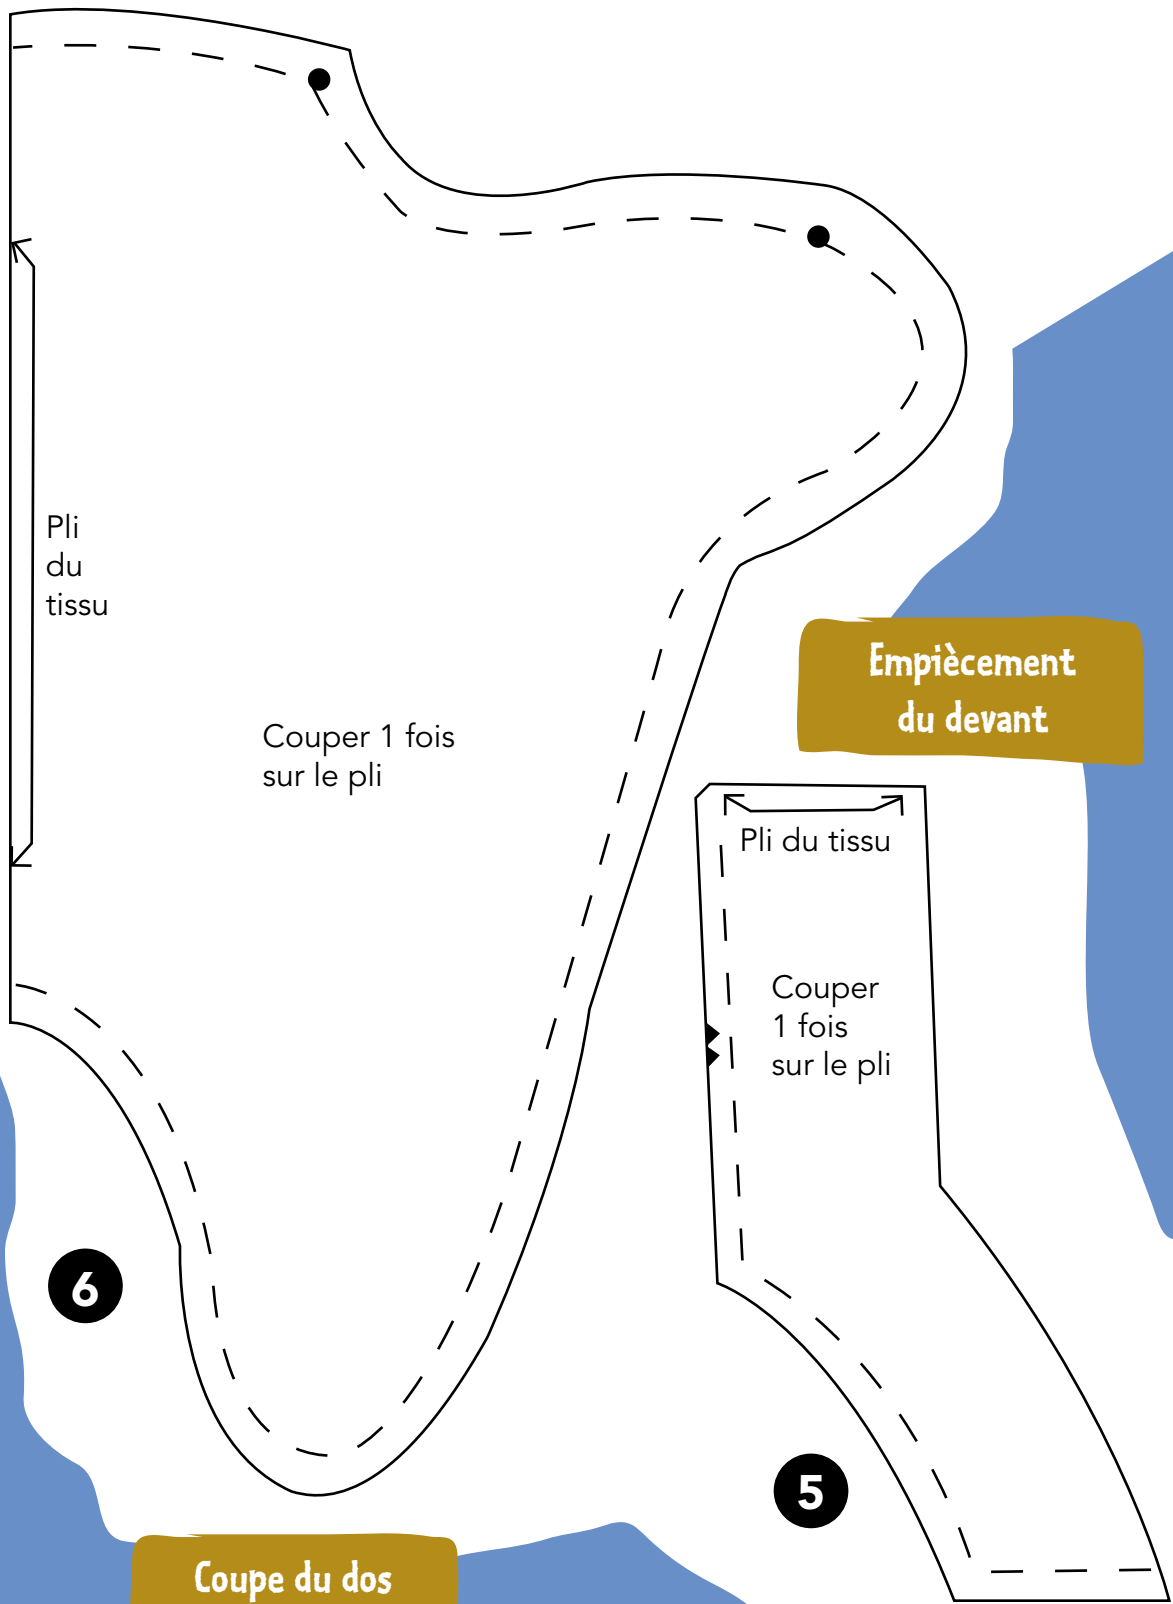 Pli
du
tissu
Couper 1 fois
sur le pli
Empiècement
du devant
Pli du tissu
Couper
1 fois
sur le pli
6
5
Coupe du dos